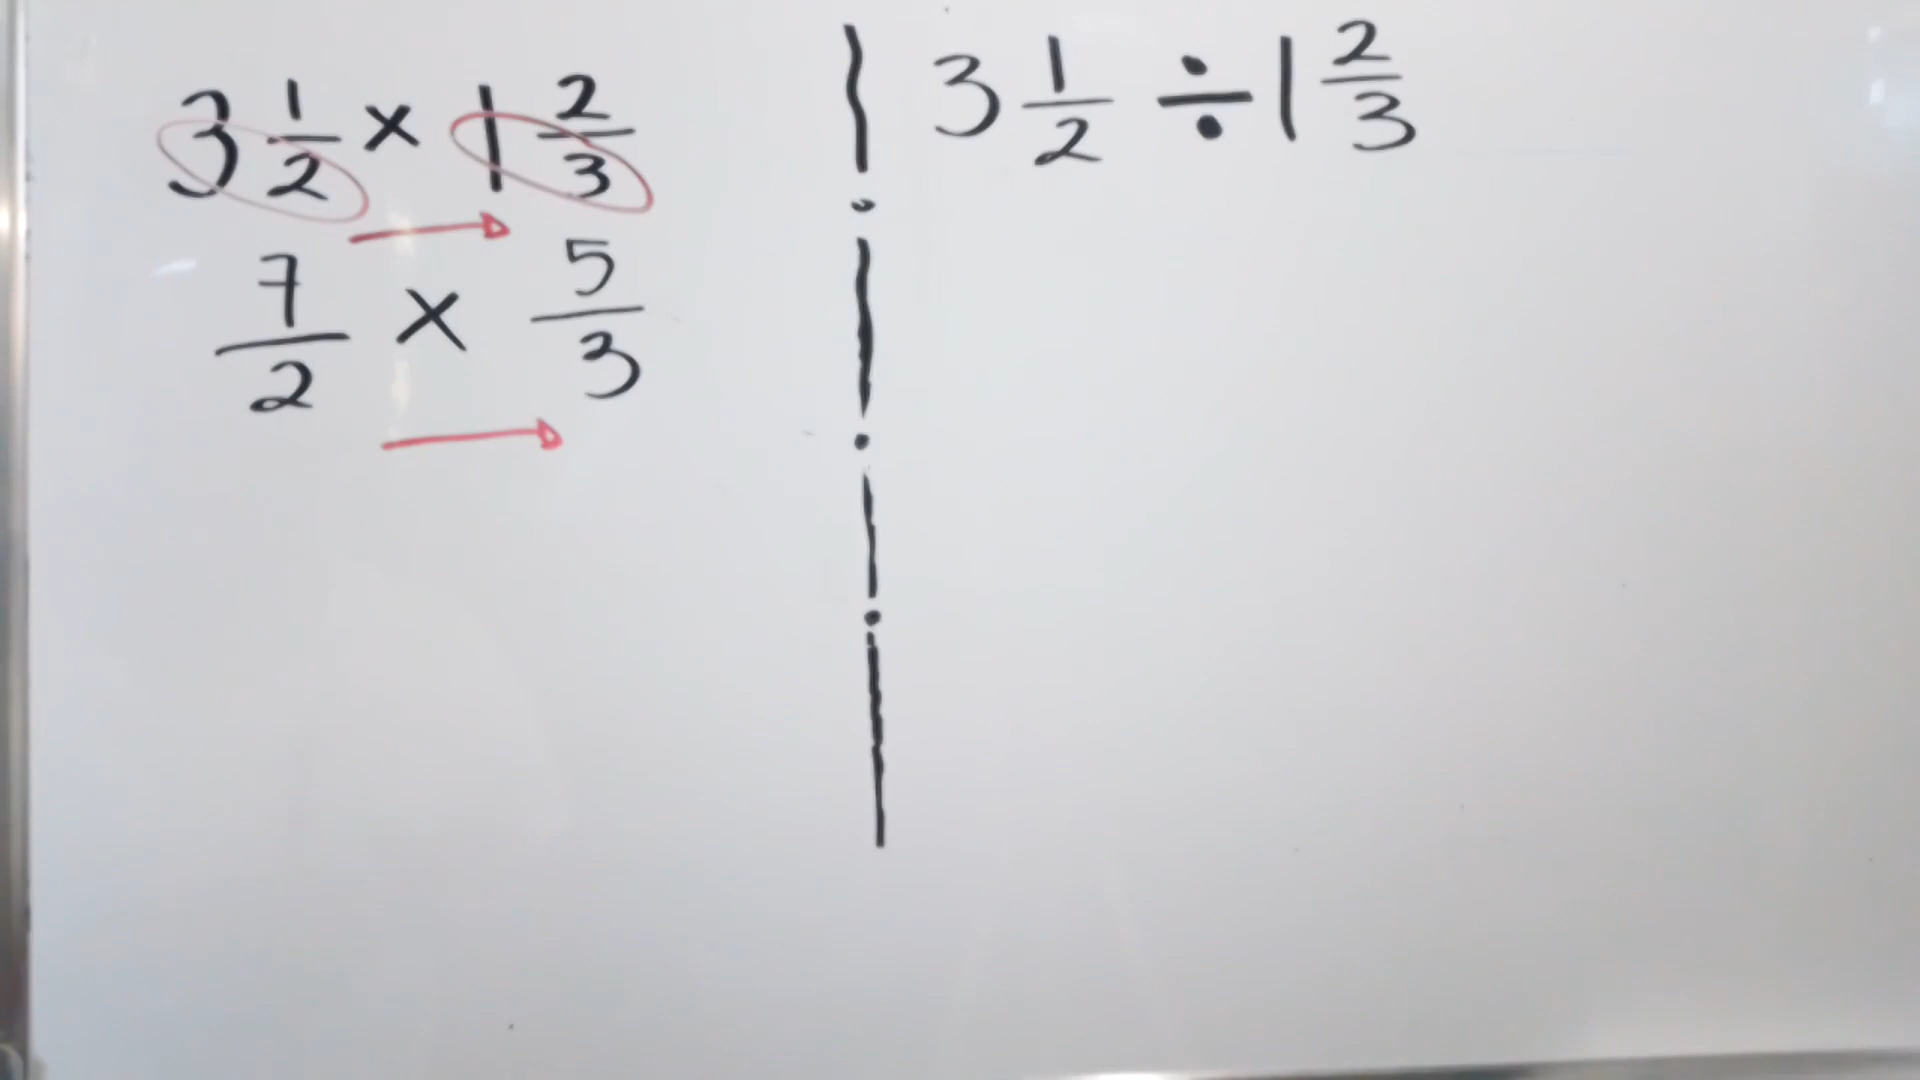 3 1/2 × 1 2/3
7/2 × 5/3
3 1/2 ÷ 1 2/3